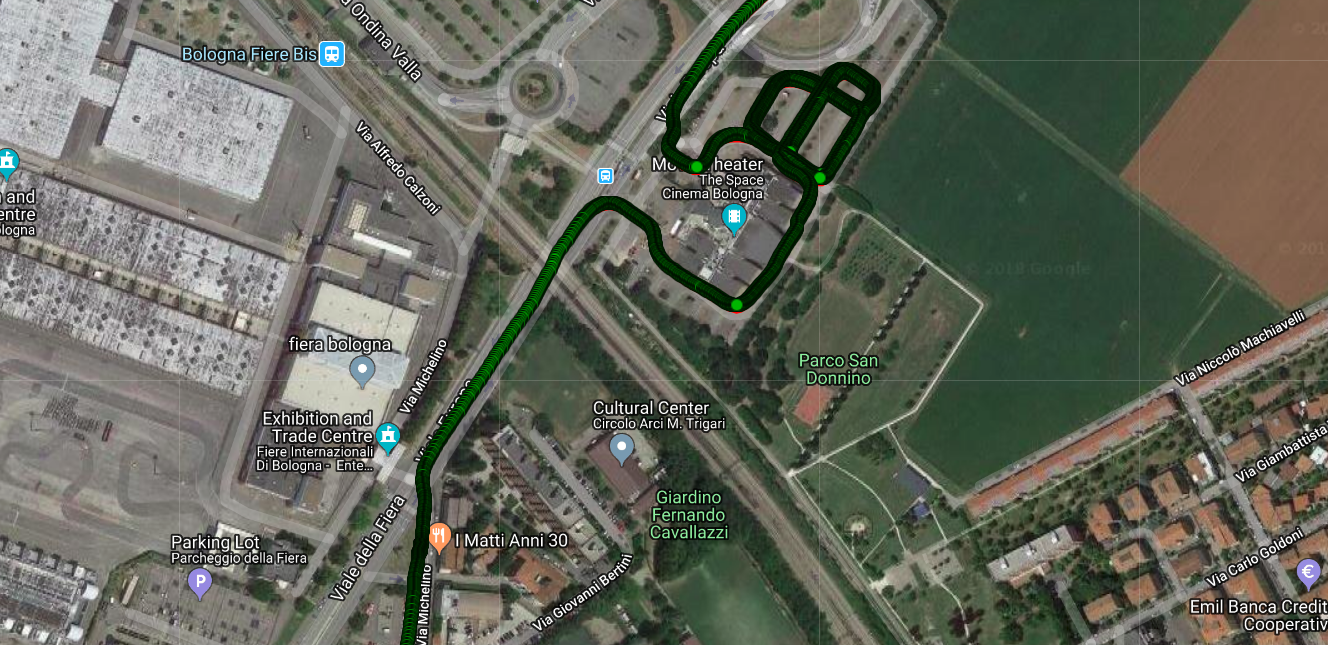 Via Ondina Valla
Bologna Fiere Bis
Via Alfredo Calzoni
heater
The Space
Cinema Bologna
and
entre
ologna
© 2018 Google
fiera bologna
Via Michelino
Exhibition and
Trade Centre
Fiere Internazionali
Di Bologna - Ente...
Parco San
Donnino
Via Niccolò Machiavelli
Cultural Center
Circolo Arci M. Trigari
Via Giambattista
Giardino
Fernando
Cavallazzi
I Matti Anni 30
Parking Lot
Parcheggio della Fiera
P
Viale della Fiera
Via Michelino
Via Giovanni Bertini
Via Carlo Goldoni
€
Emil Banca Credit
Cooperativ